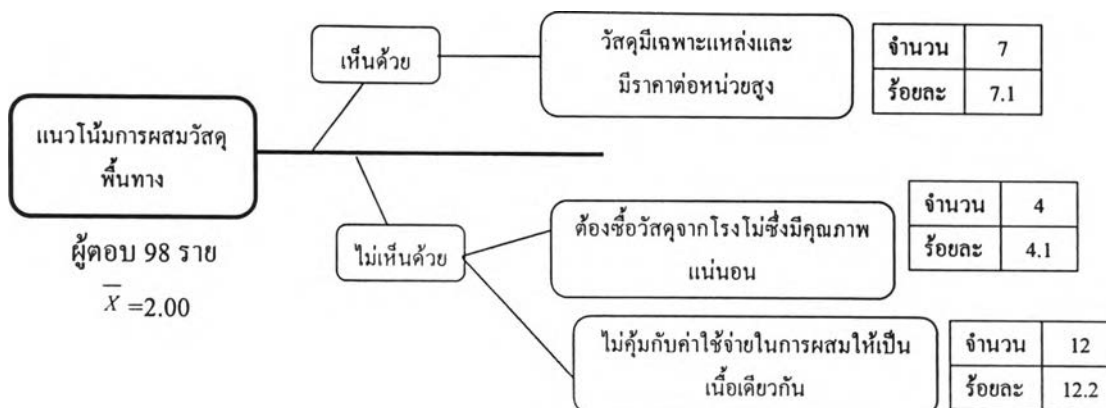 เห็นด้วย
วัสดุมีเฉพาะแหล่งและ
มีราคาต่อหน่วยสูง
จำนวน 7
ร้อยละ 7.1
แนวโน้มการผสมวัสดุ
พื้นทาง
ผู้ตอบ 98 ราย
X̄ =2.00
ไม่เห็นด้วย
ต้องซื้อวัสดุจากโรงโม่ซึ่งมีคุณภาพ
แน่นอน
จำนวน 4
ร้อยละ 4.1
ไม่คุ้มกับค่าใช้จ่ายในการผสมให้เป็น
เนื้อเดียวกัน
จำนวน 12
ร้อยละ 12.2